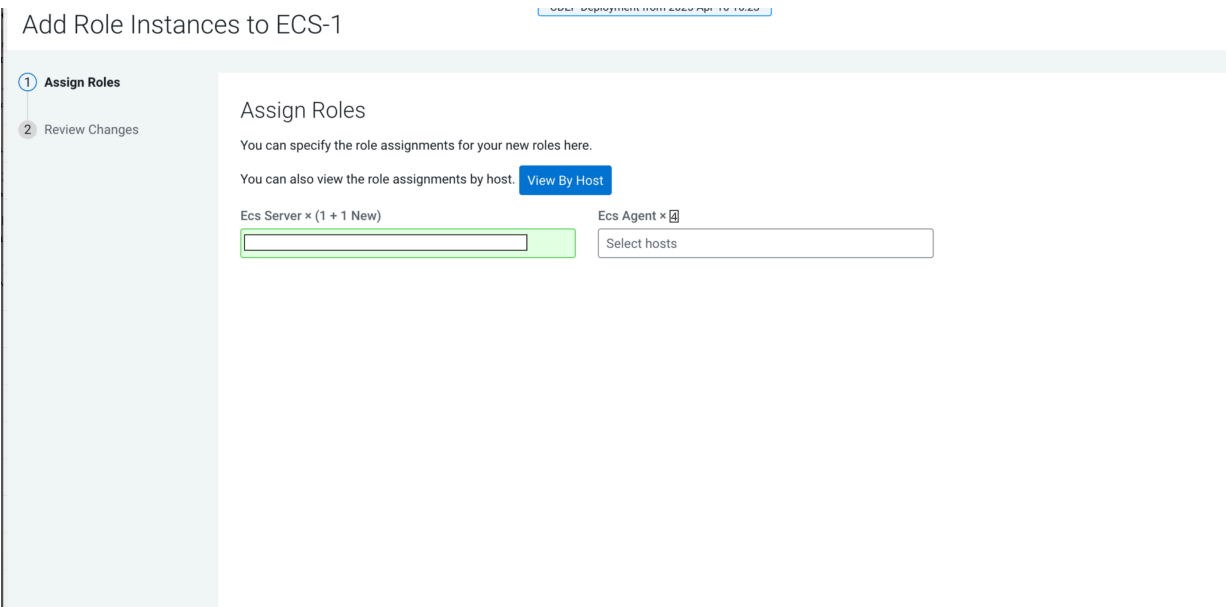 Add Role Instances to ECS-1
1 Assign Roles
2 Review Changes
Assign Roles
You can specify the role assignments for your new roles here.
You can also view the role assignments by host. View By Host
Ecs Server × (1 + 1 New) Ecs Agent × 4
Select hosts